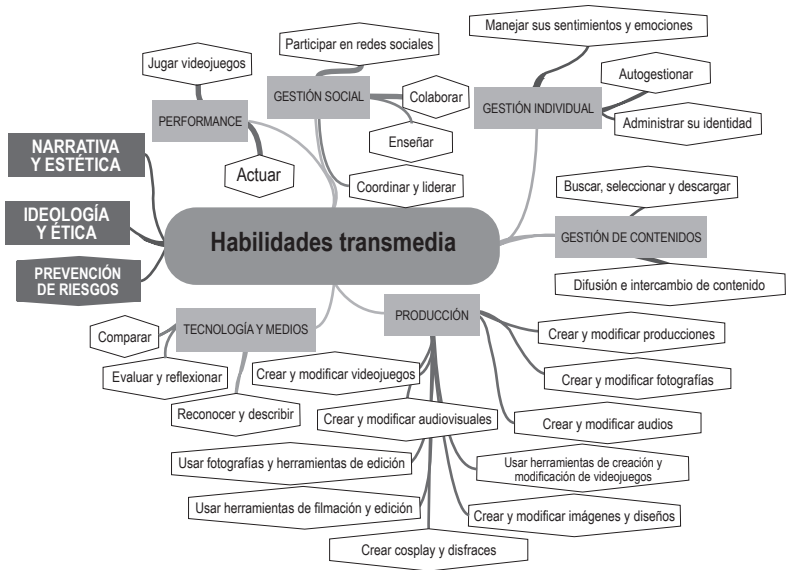 Manejar sus sentimientos y emociones
Participar en redes sociales
Jugar videojuegos
Autogestionar
GESTIÓN SOCIAL
Colaborar
GESTIÓN INDIVIDUAL
PERFORMANCE
Administrar su identidad
Enseñar
NARRATIVA
Y ESTÉTICA
Actuar
Coordinar y liderar
Buscar, seleccionar y descargar
IDEOLOGÍA
Y ÉTICA
Habilidades transmedia
GESTIÓN DE CONTENIDOS
PREVENCIÓN
DE RIESGOS
Difusión e intercambio de contenido
PRODUCCIÓN
TECNOLOGÍA Y MEDIOS
Comparar
Crear y modificar producciones
Evaluar y reflexionar
Crear y modificar videojuegos
Crear y modificar fotografías
Reconocer y describir
Crear y modificar audiovisuales
Crear y modificar audios
Usar fotografías y herramientas de edición
Usar herramientas de creación y
modificación de videojuegos
Usar herramientas de filmación y edición
Crear y modificar imágenes y diseños
Crear cosplay y disfraces